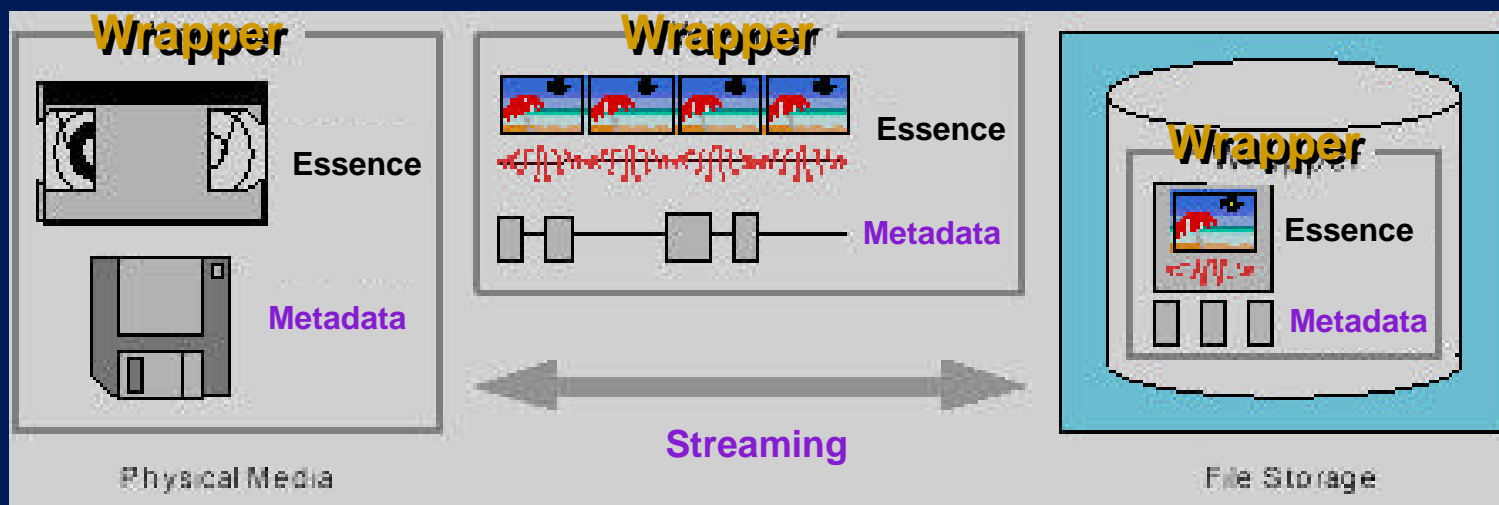 Wrapper
Essence
Metadata
Physical Media
Wrapper
Essence
Metadata
Streaming
Wrapper
Essence
Metadata
File Storage